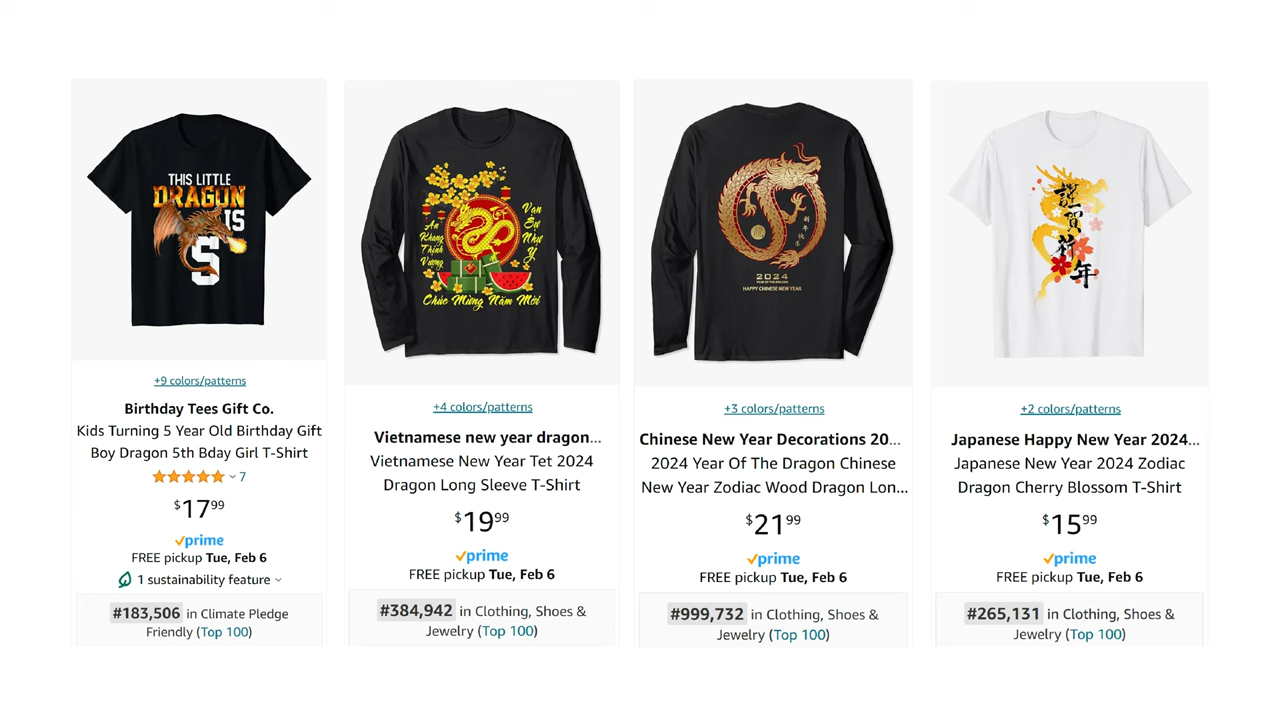 THIS LITTLE
DRAGON
IS
5
+9 colors/patterns
Birthday Tees Gift Co.
Kids Turning 5 Year Old Birthday Gift
Boy Dragon 5th Bday Girl T-Shirt
7
$17.99
prime
FREE pickup Tue, Feb 6
1 sustainability feature
#183,506 in Climate Pledge
Friendly (Top 100)
An
Khang
Thịnh
Vượng
Vạn
Sự
Như
Ý
Chúc Mừng Năm Mới
+4 colors/patterns
Vietnamese new year dragon...
Vietnamese New Year Tet 2024
Dragon Long Sleeve T-Shirt
$19.99
prime
FREE pickup Tue, Feb 6
#384,942 in Clothing, Shoes &
Jewelry (Top 100)
新年快乐
2024
YEAR OF THE DRAGON
HAPPY CHINESE NEW YEAR
+3 colors/patterns
Chinese New Year Decorations 20...
2024 Year Of The Dragon Chinese
New Year Zodiac Wood Dragon Lon...
$21.99
prime
FREE pickup Tue, Feb 6
#999,732 in Clothing, Shoes &
Jewelry (Top 100)
謹賀新年
+2 colors/patterns
Japanese Happy New Year 2024...
Japanese New Year 2024 Zodiac
Dragon Cherry Blossom T-Shirt
$15.99
prime
FREE pickup Tue, Feb 6
#265,131 in Clothing, Shoes &
Jewelry (Top 100)